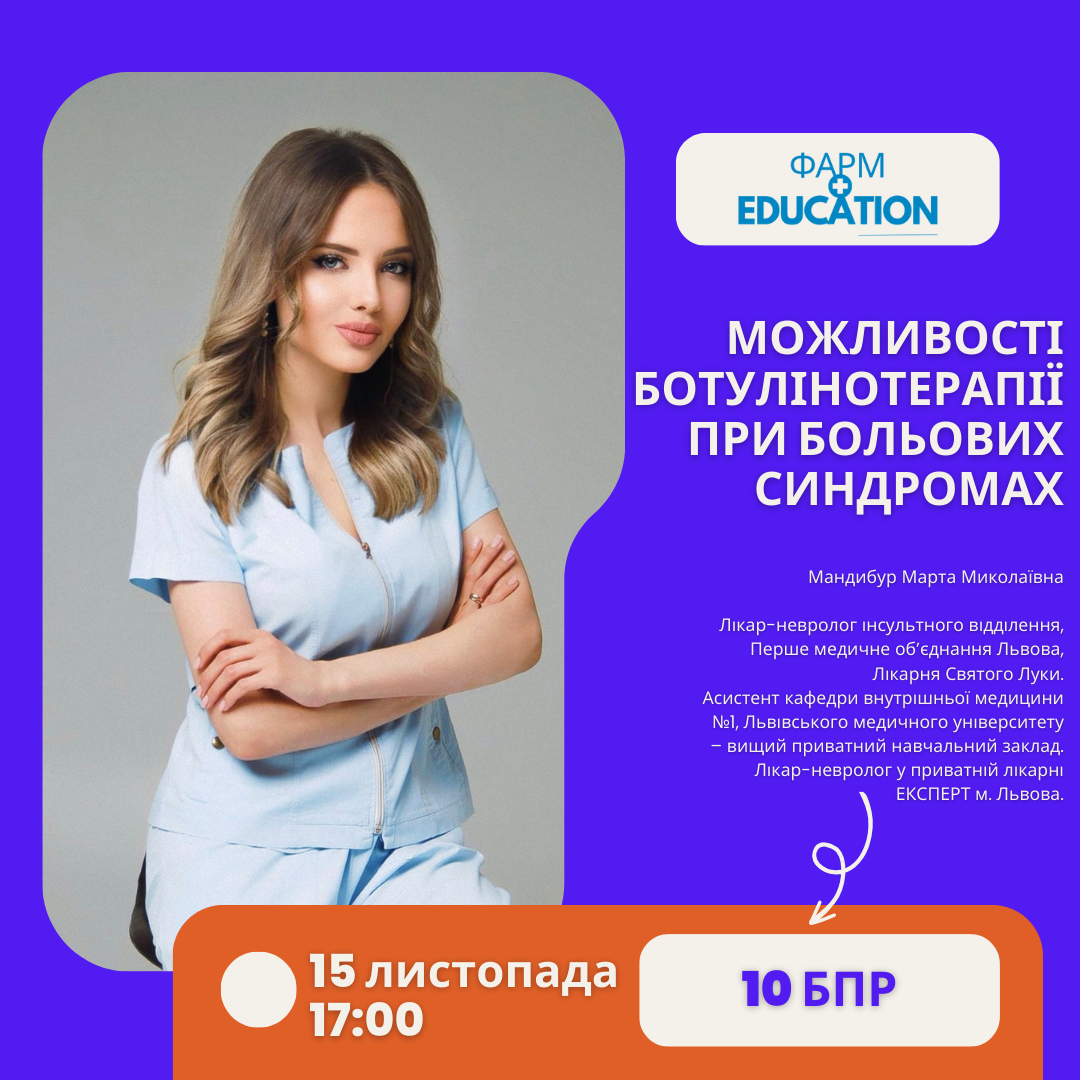 ФАРМ
EDUCATION
МОЖЛИВОСТІ
БОТУЛІНОТЕРАПІЇ
ПРИ БОЛЬОВИХ
СИНДРОМАХ
Мандибур Марта Миколаївна
Лікар-невролог інсультного відділення,
Перше медичне об’єднання Львова,
Лікарня Святого Луки.
Асистент кафедри внутрішньої медицини
№1, Львівського медичного університету
– вищий приватний навчальний заклад.
Лікар-невролог у приватній лікарні
ЕКСПЕРТ м. Львова.
15 листопада
17:00
10 БПР